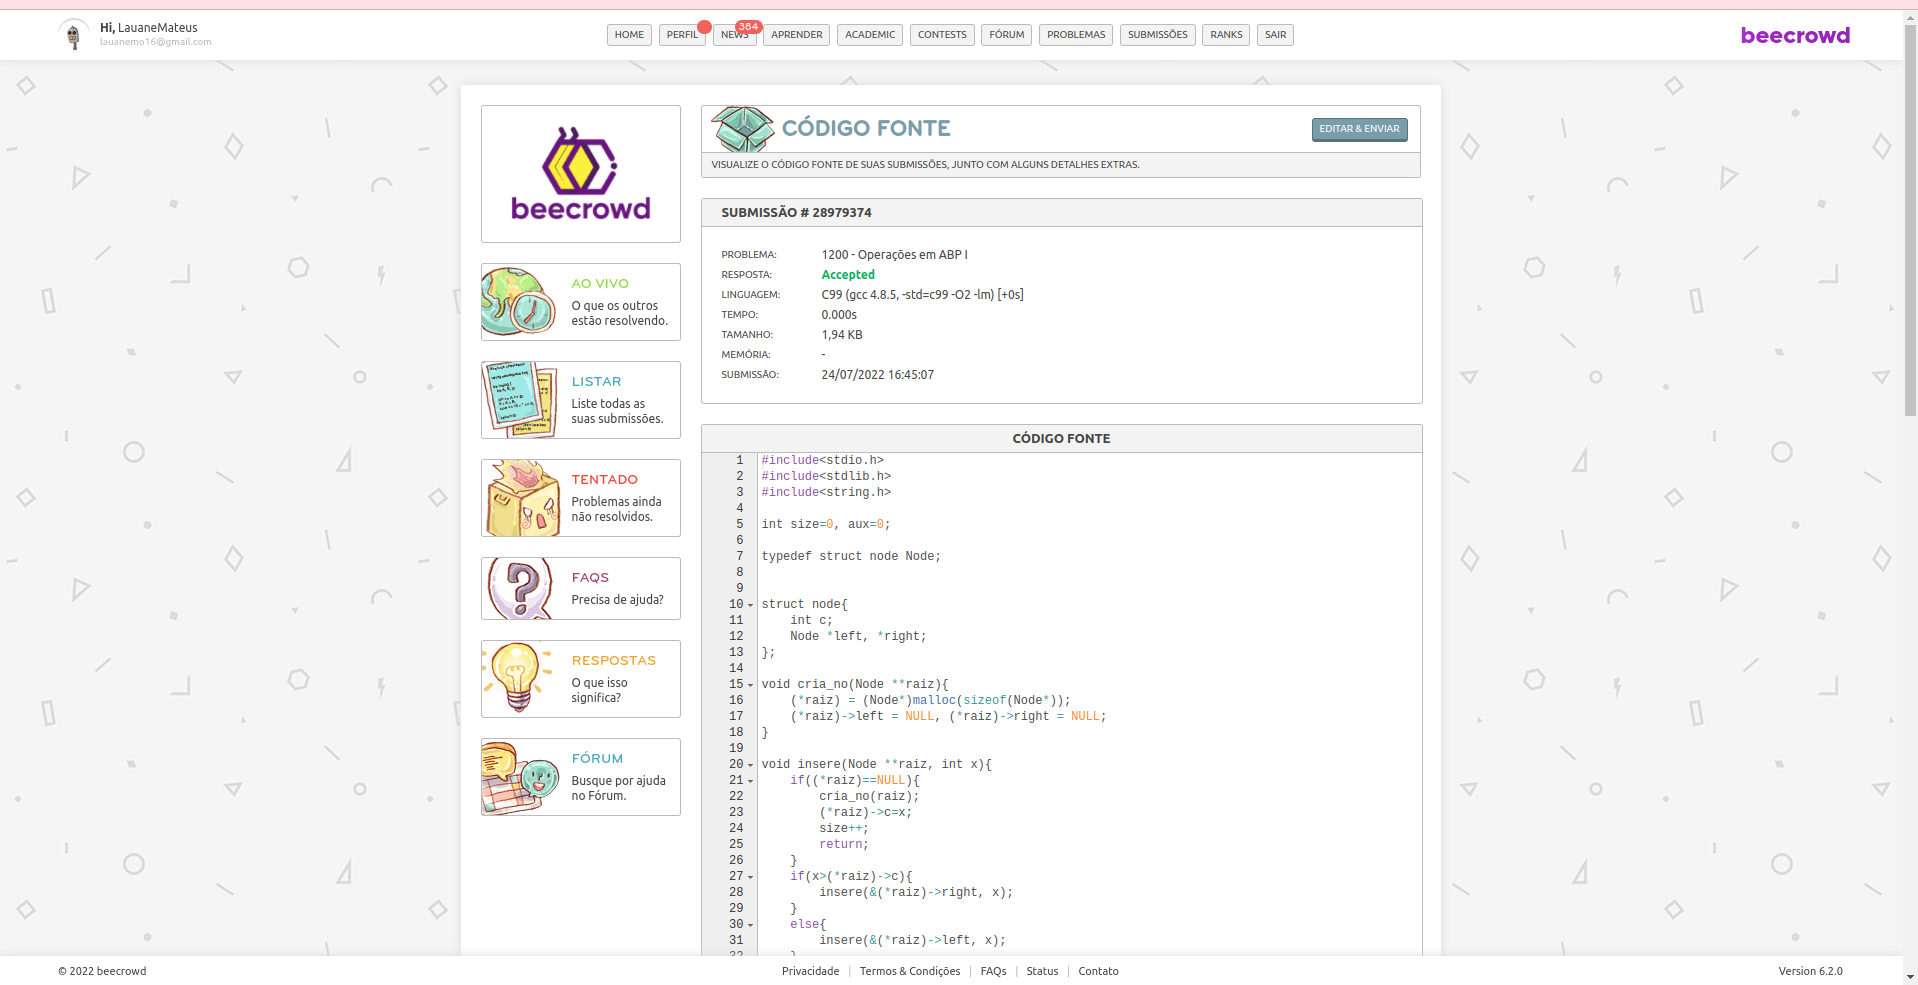 Hi, LauaneMateus
lauanemo16@gmail.com
HOME PERFIL NEWS 384 APRENDER ACADEMIC CONTESTS FÓRUM PROBLEMAS SUBMISSÕES RANKS SAIR
beecrowd
beecrowd
AO VIVO
O que os outros
estão resolvendo.
LISTAR
Liste todas as
suas submissões.
TENTADO
Problemas ainda
não resolvidos.
FAQS
Precisa de ajuda?
RESPOSTAS
O que isso
significa?
FÓRUM
Busque por ajuda
no Fórum.
CÓDIGO FONTE
EDITAR & ENVIAR
VISUALIZE O CÓDIGO FONTE DE SUAS SUBMISSÕES, JUNTO COM ALGUNS DETALHES EXTRAS.
SUBMISSÃO # 28979374
PROBLEMA: 1200 - Operações em ABP I
RESPOSTA: Accepted
LINGUAGEM: C99 (gcc 4.8.5, -std=c99 -O2 -lm) [+0s]
TEMPO: 0.000s
TAMANHO: 1,94 KB
MEMÓRIA: -
SUBMISSÃO: 24/07/2022 16:45:07
CÓDIGO FONTE
1 #include<stdio.h>
2 #include<stdlib.h>
3 #include<string.h>
4
5 int size=0, aux=0;
6
7 typedef struct node Node;
8
9
10 struct node{
11     int c;
12     Node *left, *right;
13 };
14
15 void cria_no(Node **raiz){
16     (*raiz) = (Node*)malloc(sizeof(Node*));
17     (*raiz)->left = NULL, (*raiz)->right = NULL;
18 }
19
20 void insere(Node **raiz, int x){
21     if((*raiz)==NULL){
22         cria_no(raiz);
23         (*raiz)->c=x;
24         size++;
25         return;
26     }
27     if(x>(*raiz)->c){
28         insere(&(*raiz)->right, x);
29     }
30     else{
31         insere(&(*raiz)->left, x);
32     }
© 2022 beecrowd
Privacidade | Termos & Condições | FAQs | Status | Contato
Version 6.2.0